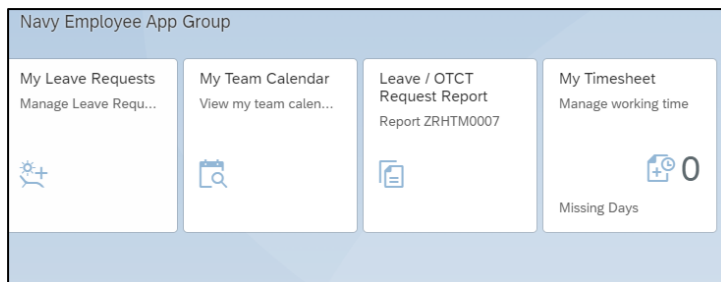 Navy Employee App Group
My Leave Requests
Manage Leave Requ...
My Team Calendar
View my team calen...
Leave / OTCT
Request Report
Report ZRHTM0007
My Timesheet
Manage working time
0
Missing Days